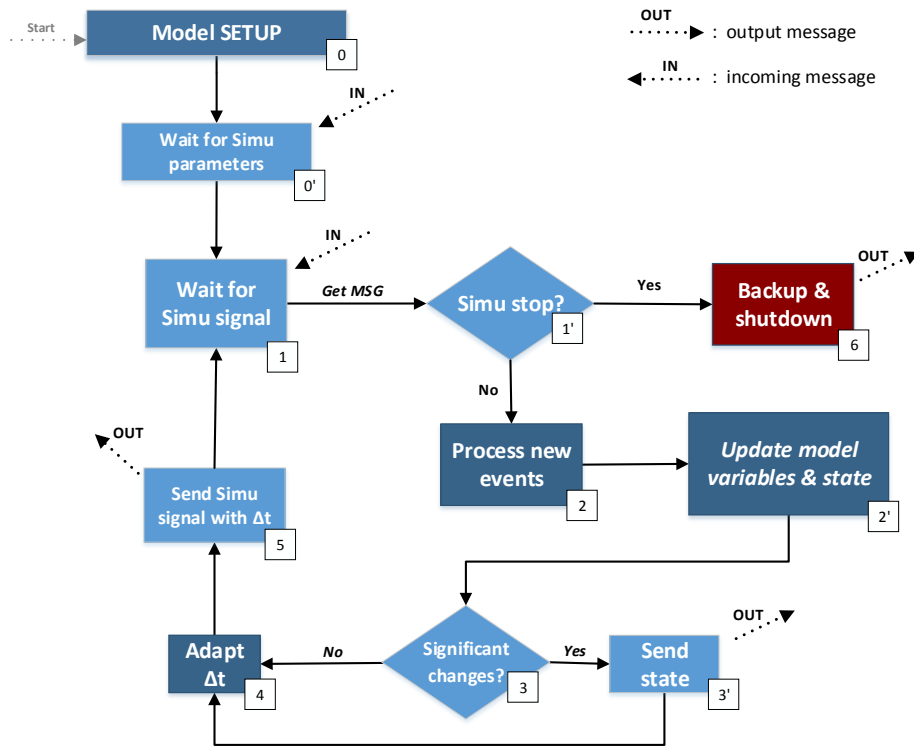 Start
Model SETUP
0
OUT
: output message
IN
: incoming message
IN
Wait for Simu
parameters
0'
IN
Wait for
Simu signal
1
Get MSG
Simu stop?
1'
Yes
OUT
Backup &
shutdown
6
No
Process new
events
2
Update model
variables & state
2'
OUT
Send Simu
signal with Δt
5
Significant
changes?
3
No
Yes
OUT
Send
state
3'
Adapt
Δt
4